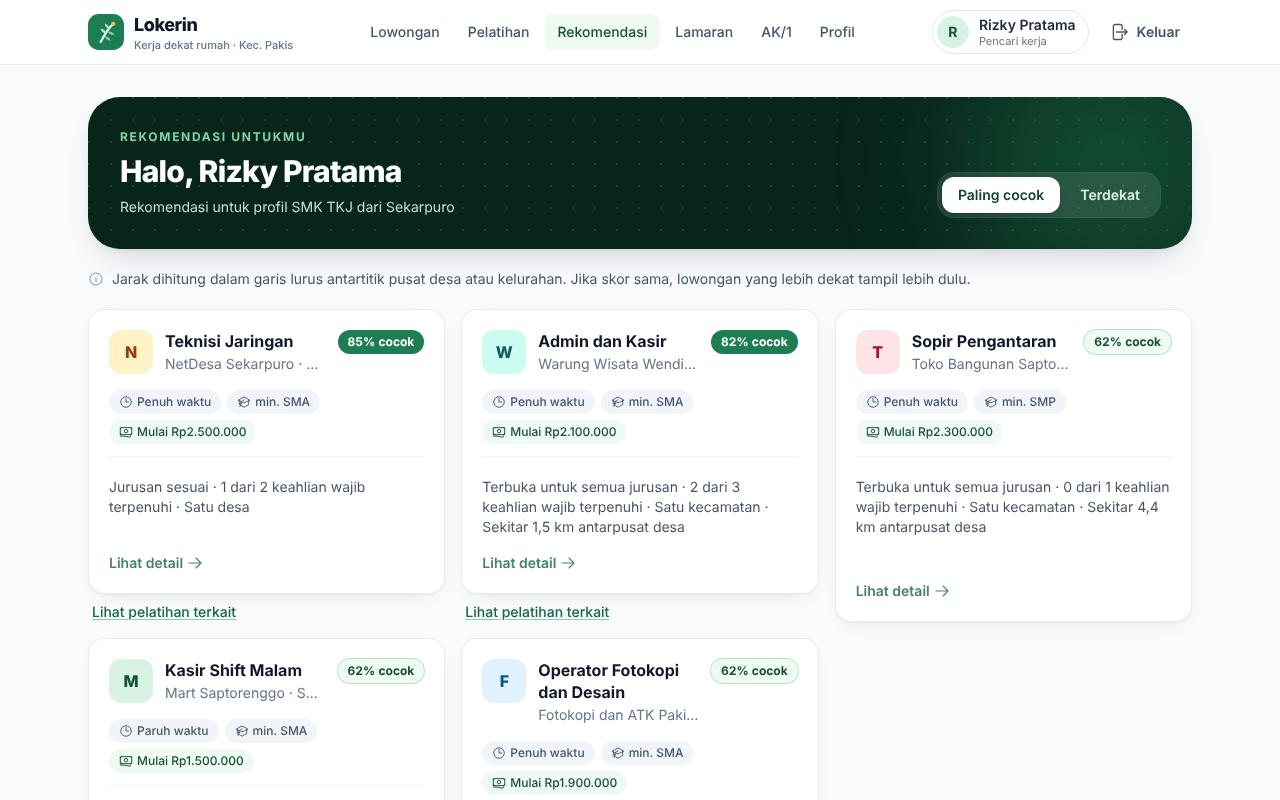 Lokerin
Kerja dekat rumah · Kec. Pakis
Lowongan
Pelatihan
Rekomendasi
Lamaran
AK/1
Profil
R
Rizky Pratama
Pencari kerja
Keluar
REKOMENDASI UNTUKMU
Halo, Rizky Pratama
Rekomendasi untuk profil SMK TKJ dari Sekarpuro
Paling cocok
Terdekat
Jarak dihitung dalam garis lurus antartitik pusat desa atau kelurahan. Jika skor sama, lowongan yang lebih dekat tampil lebih dulu.
N
Teknisi Jaringan
NetDesa Sekarpuro · ...
85% cocok
Penuh waktu
min. SMA
Mulai Rp2.500.000
Jurusan sesuai · 1 dari 2 keahlian wajib
terpenuhi · Satu desa
Lihat detail
Lihat pelatihan terkait
W
Admin dan Kasir
Warung Wisata Wendi...
82% cocok
Penuh waktu
min. SMA
Mulai Rp2.100.000
Terbuka untuk semua jurusan · 2 dari 3
keahlian wajib terpenuhi · Satu kecamatan ·
Sekitar 1,5 km antarpusat desa
Lihat detail
Lihat pelatihan terkait
T
Sopir Pengantaran
Toko Bangunan Sapto...
62% cocok
Penuh waktu
min. SMP
Mulai Rp2.300.000
Terbuka untuk semua jurusan · 0 dari 1 keahlian
wajib terpenuhi · Satu kecamatan · Sekitar 4,4
km antarpusat desa
Lihat detail
M
Kasir Shift Malam
Mart Saptorenggo · S...
62% cocok
Paruh waktu
min. SMA
Mulai Rp1.500.000
F
Operator Fotokopi
dan Desain
Fotokopi dan ATK Paki...
62% cocok
Penuh waktu
min. SMA
Mulai Rp1.900.000